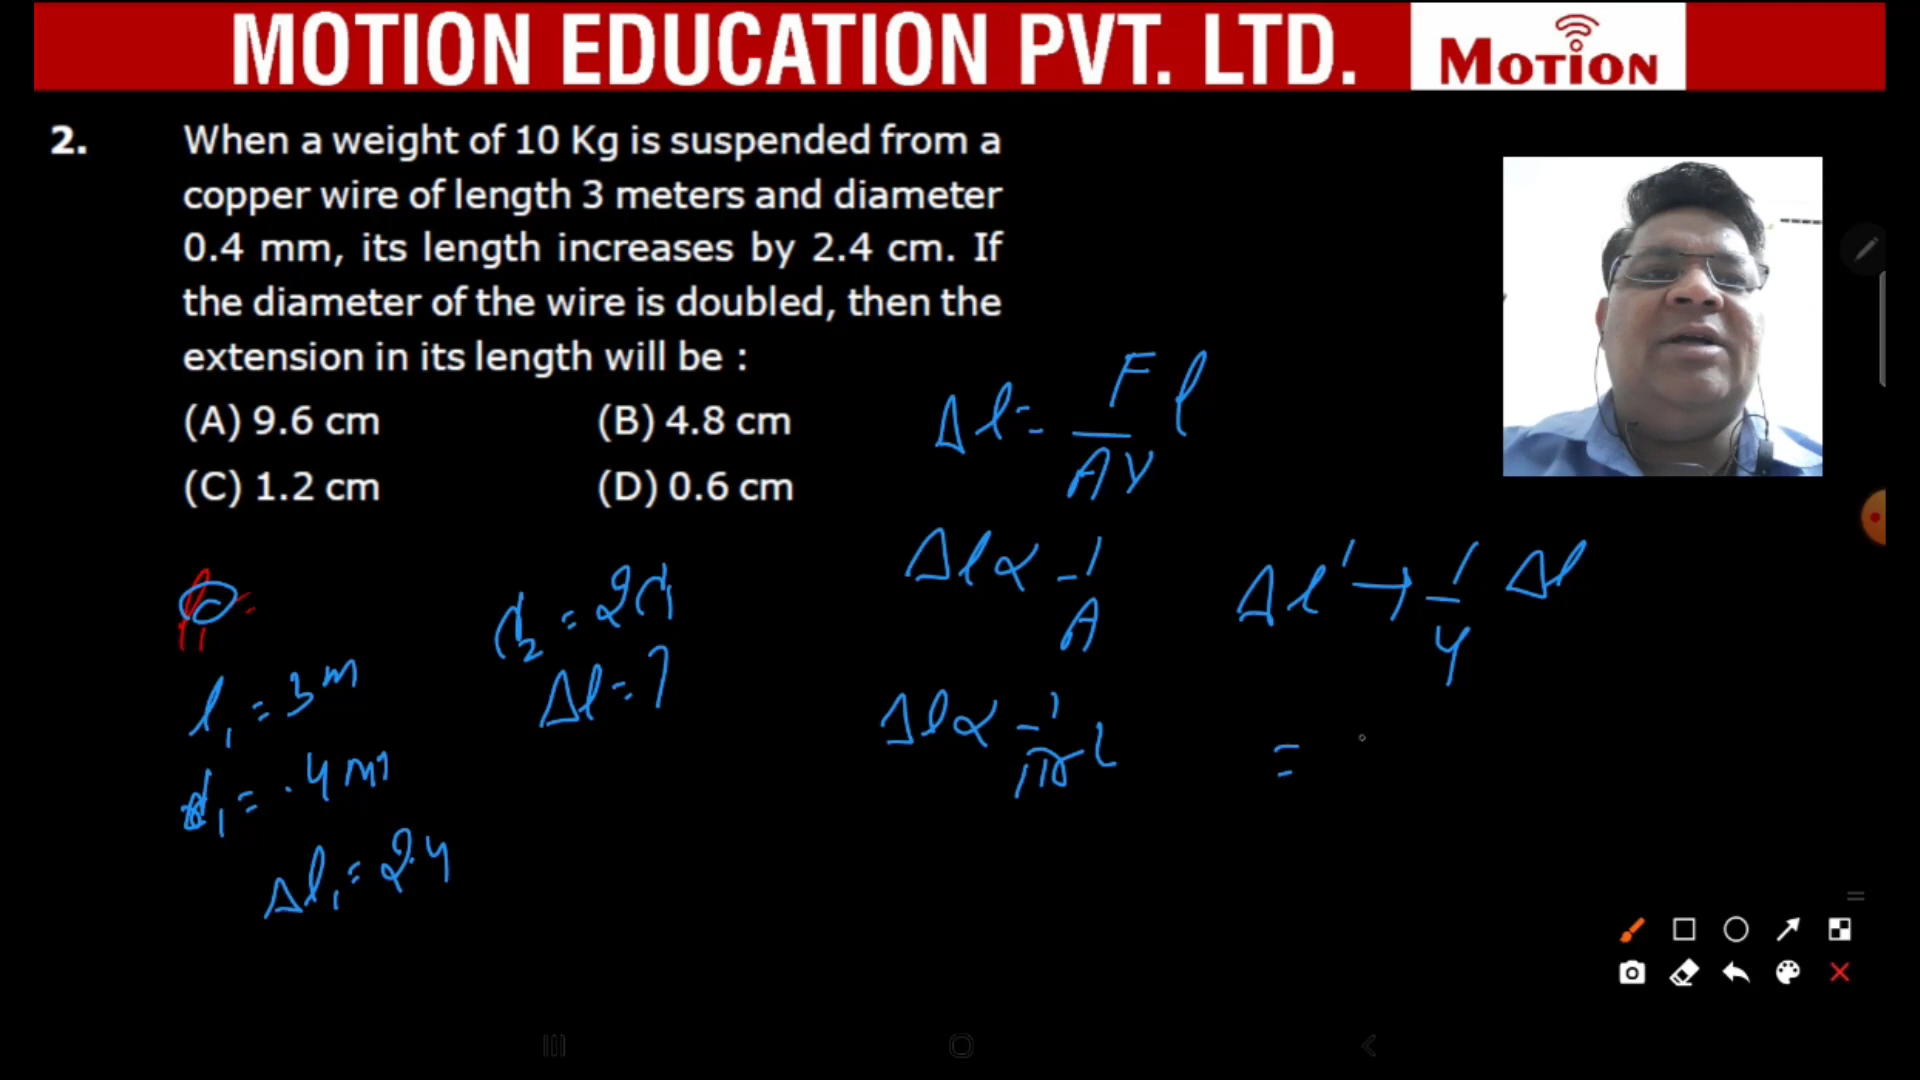 MOTION EDUCATION PVT. LTD.
MOTION
2. When a weight of 10 Kg is suspended from a
copper wire of length 3 meters and diameter
0.4 mm, its length increases by 2.4 cm. If
the diameter of the wire is doubled, then the
extension in its length will be :
(A) 9.6 cm (B) 4.8 cm
(C) 1.2 cm (D) 0.6 cm
Δl = F/AY l
Δl ∝ 1/A
Δl' → 1/4 Δl
Δl ∝ 1/πr²
=
l₁ = 3 m
d₁ = .4 m
Δl₁ = 2.4
d₂ = 2d₁
Δl = ?